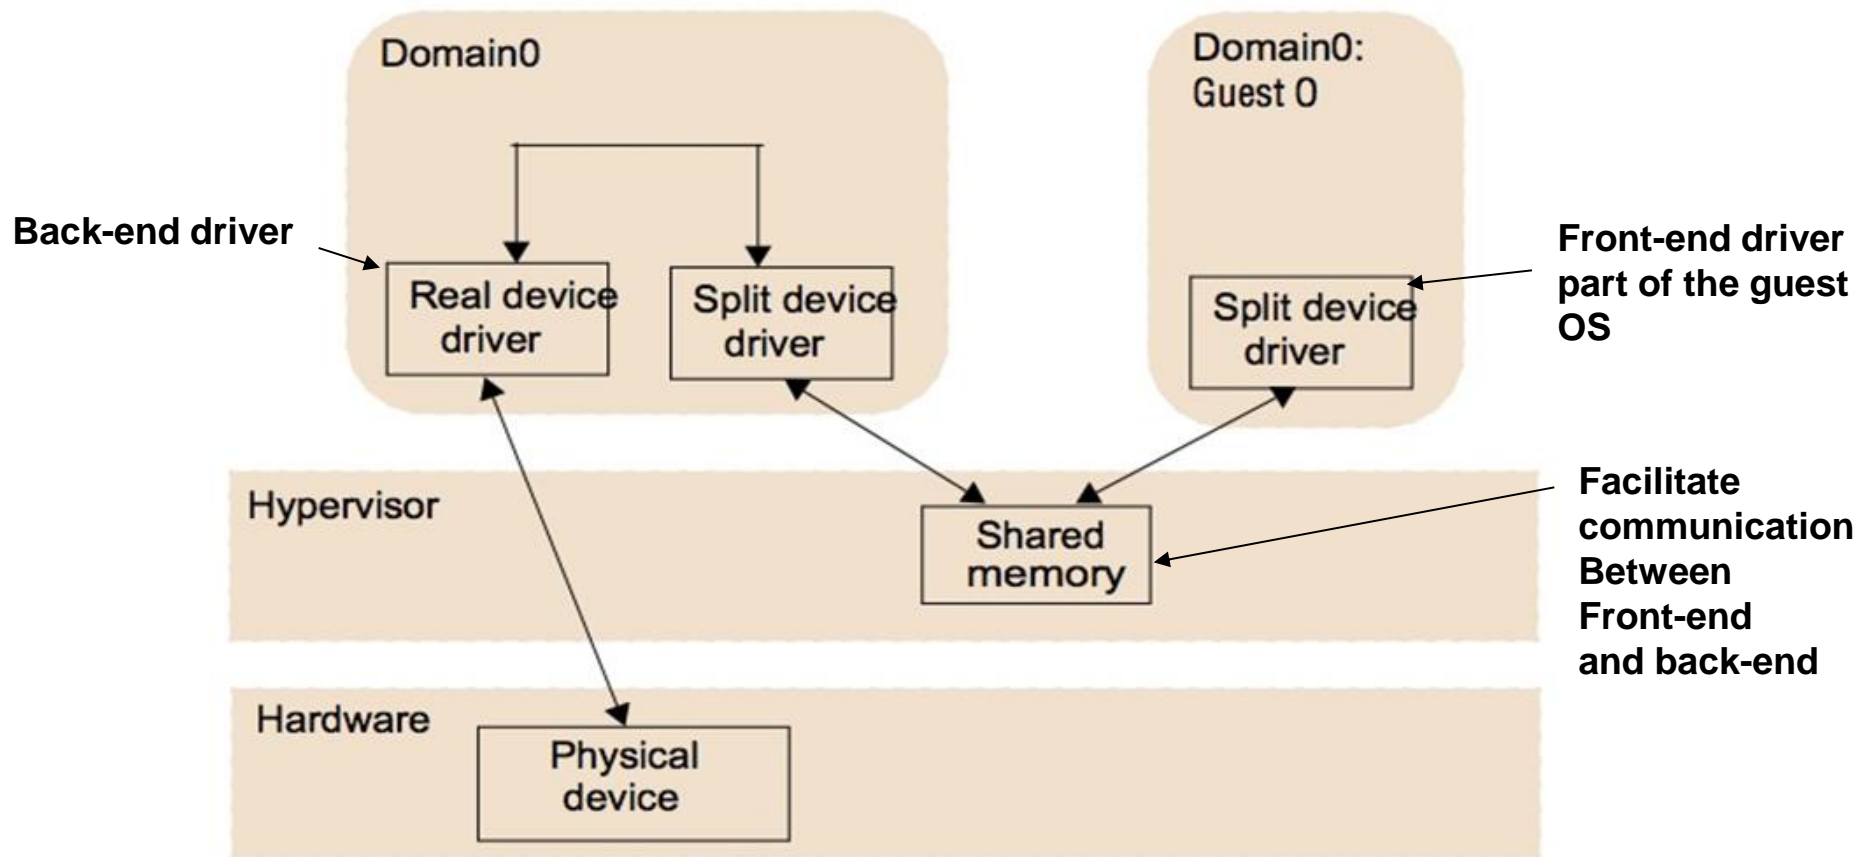 Domain0
Domain0:
Guest O
Back-end driver
Real device
driver
Split device
driver
Split device
driver
Front-end driver
part of the guest
OS
Hypervisor
Shared
memory
Facilitate
communication
Between
Front-end
and back-end
Hardware
Physical
device